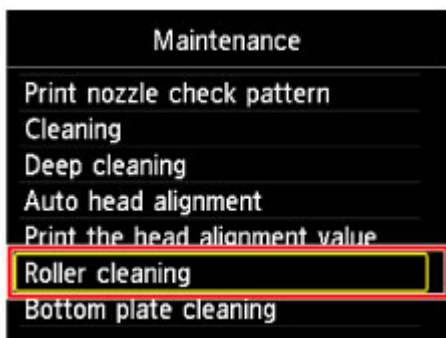 Maintenance
Print nozzle check pattern
Cleaning
Deep cleaning
Auto head alignment
Print the head alignment value
Roller cleaning
Bottom plate cleaning